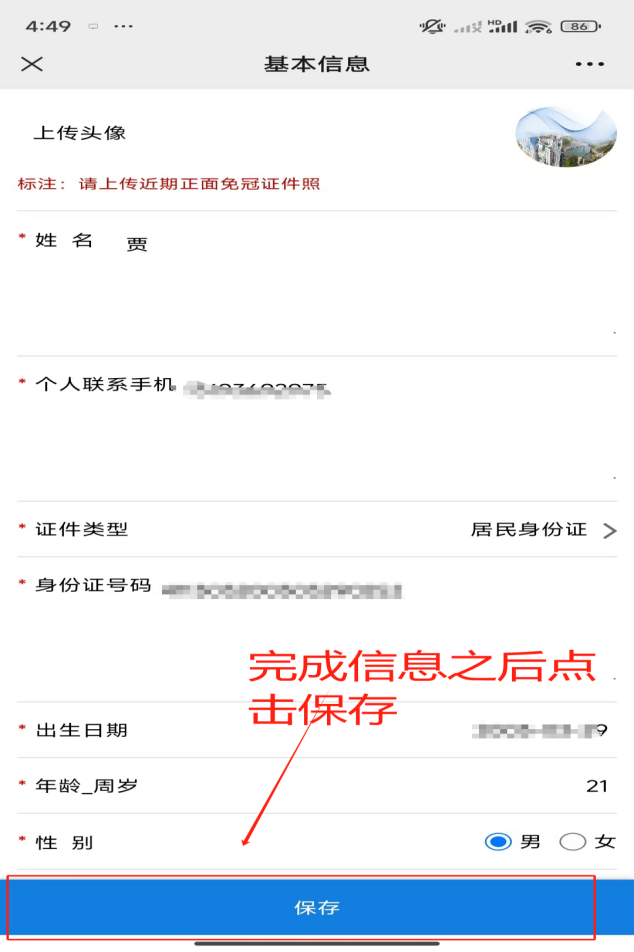 4:49
HD
86
基本信息
上传头像
标注：请上传近期正面免冠证件照
* 姓 名 贾
* 个人联系手机
* 证件类型 居民身份证
* 身份证号码
完成信息之后点
击保存
* 出生日期
* 年龄_周岁 21
* 性 别 男 女
保存